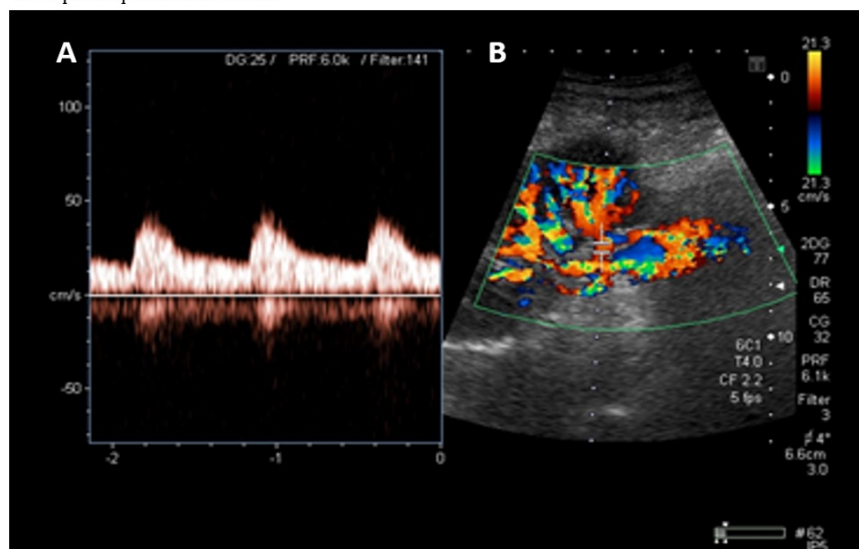 A
DG:25 / PRF:6.0k / Filter:141
100
50
cm/s
-50
-2
-1
0
B
21.3
21.3
cm/s
0
5
10
2DG
77
DR
65
CG
32
PRF
6.1k
Filter
3
4°
6.6cm
3.0
6C1
T4.0
CF 2.2
5 fps
#62